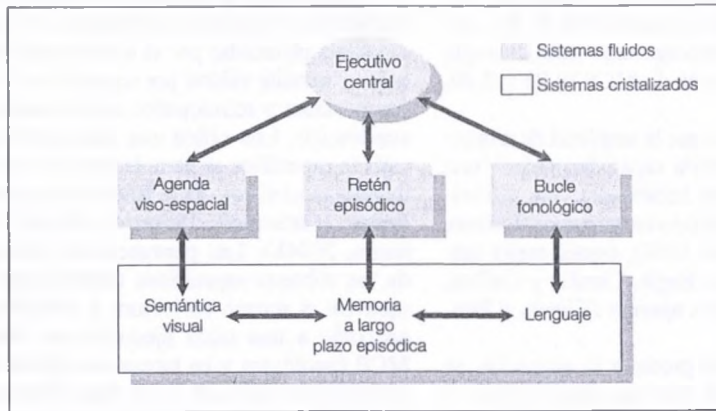 Ejecutivo
central
Sistemas fluidos
Sistemas cristalizados
Agenda
viso-espacial
Retén
episódico
Bucle
fonológico
Semántica
visual
Memoria
a largo
plazo episódica
Lenguaje